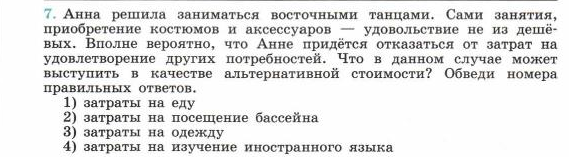 7. Анна решила заниматься восточными танцами. Сами занятия,
приобретение костюмов и аксессуаров — удовольствие не из дешё-
вых. Вполне вероятно, что Анне придётся отказаться от затрат на
удовлетворение других потребностей. Что в данном случае может
выступить в качестве альтернативной стоимости? Обведи номера
правильных ответов.
1) затраты на еду
2) затраты на посещение бассейна
3) затраты на одежду
4) затраты на изучение иностранного языка